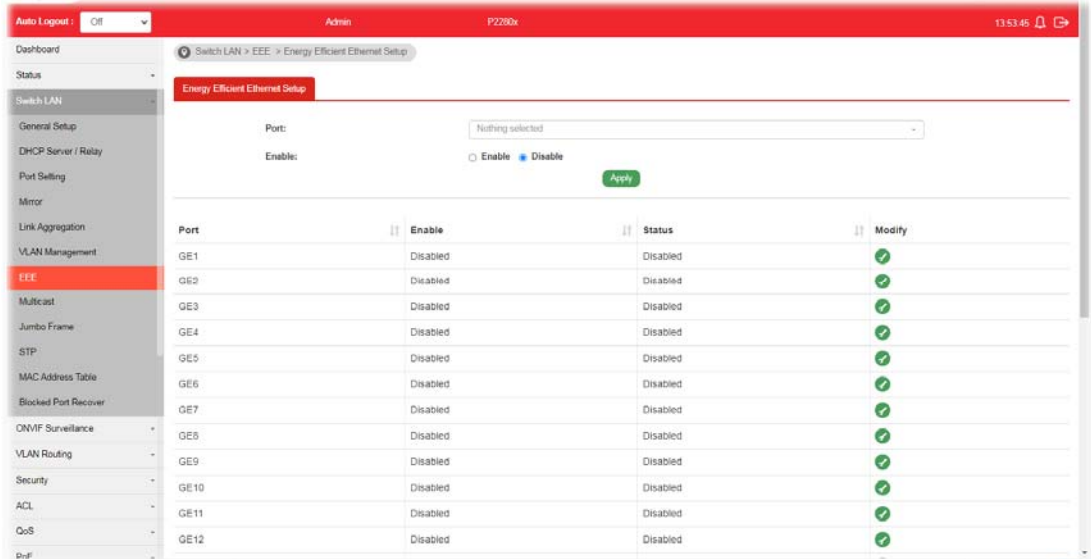 Auto Logout : Off Admin P2280x 13:53:45
Dashboard
Switch LAN > EEE > Energy Efficient Ethernet Setup
Status
Energy Efficient Ethernet Setup
Switch LAN
General Setup
Port: Nothing selected
DHCP Server / Relay
Enable: Enable Disable
Port Setting
Apply
Mirror
Link Aggregation
Port Enable Status Modify
VLAN Management
GE1 Disabled Disabled
EEE
GE2 Disabled Disabled
Multicast
GE3 Disabled Disabled
Jumbo Frame
GE4 Disabled Disabled
STP
GE5 Disabled Disabled
MAC Address Table
GE6 Disabled Disabled
Blocked Port Recover
GE7 Disabled Disabled
ONVIF Surveillance
GE8 Disabled Disabled
VLAN Routing
GE9 Disabled Disabled
Security
GE10 Disabled Disabled
ACL
GE11 Disabled Disabled
QoS
GE12 Disabled Disabled
PoE